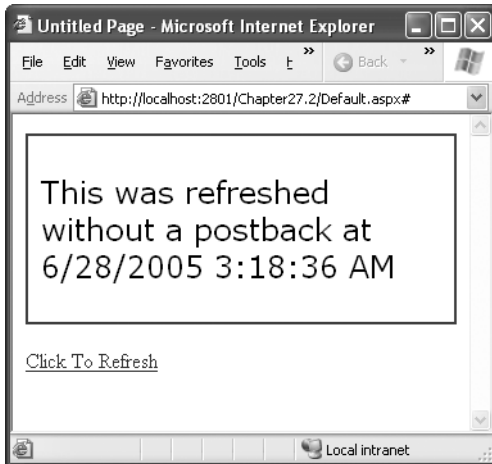 Untitled Page - Microsoft Internet Explorer
File Edit View Favorites Tools » Back »
Address http://localhost:2801/Chapter27.2/Default.aspx#
This was refreshed
without a postback at
6/28/2005 3:18:36 AM
Click To Refresh
Local intranet